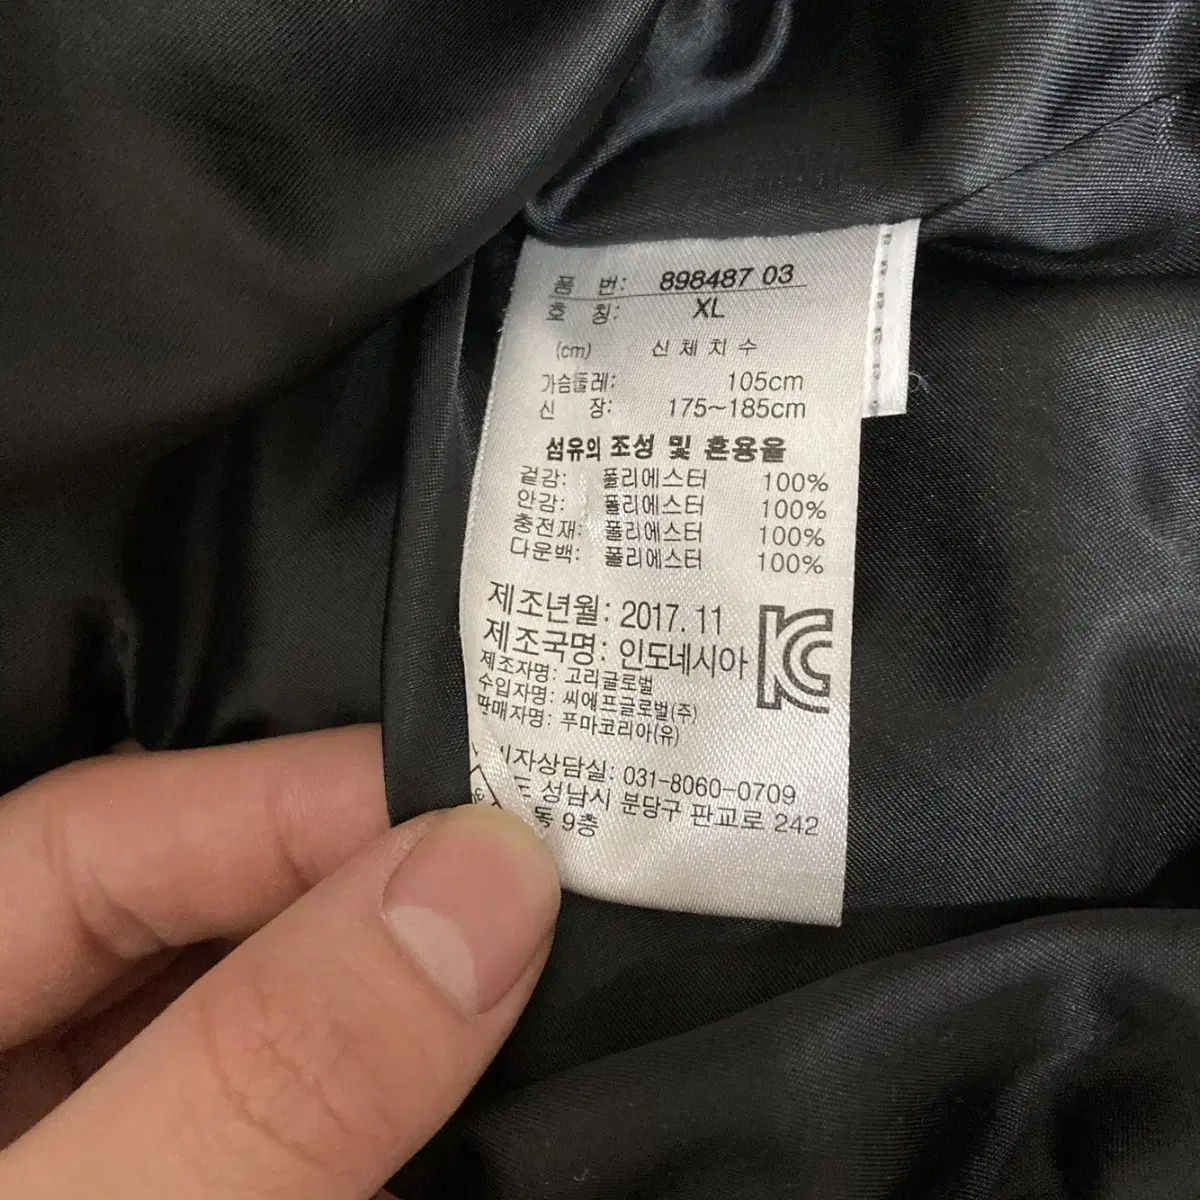 품 번: 898487 03
호 칭: XL
(cm) 신체치수
가슴둘레: 105cm
신 장: 175~185cm
섬유의 조성 및 혼용율
겉감: 폴리에스터 100%
안감: 폴리에스터 100%
충전재: 폴리에스터 100%
다운백: 폴리에스터 100%
제조년월: 2017. 11
제조국명: 인도네시아
제조자명: 고리글로벌
수입자명: 씨에프글로벌(주)
판매자명: 푸마코리아(유)
비자상담실: 031-8060-0709
도 성남시 분당구 판교로 242
동 9층